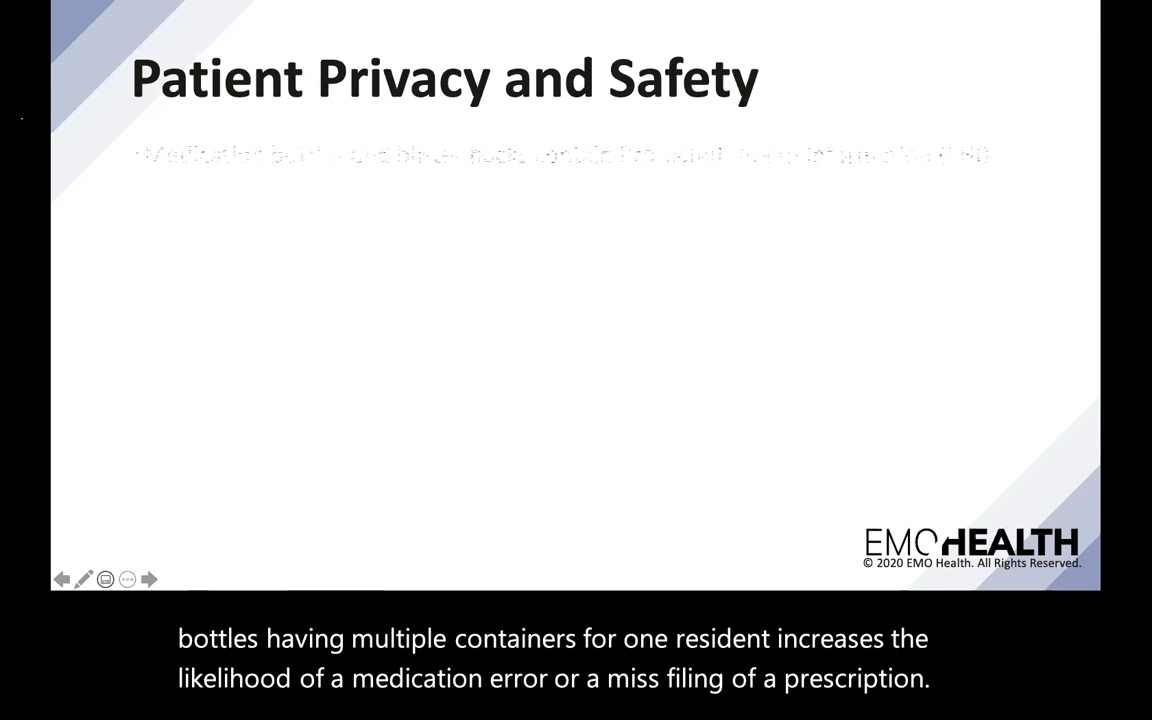 Patient Privacy and Safety
EMOHEALTH
© 2020 EMO Health. All Rights Reserved.
bottles having multiple containers for one resident increases the
likelihood of a medication error or a miss filing of a prescription.